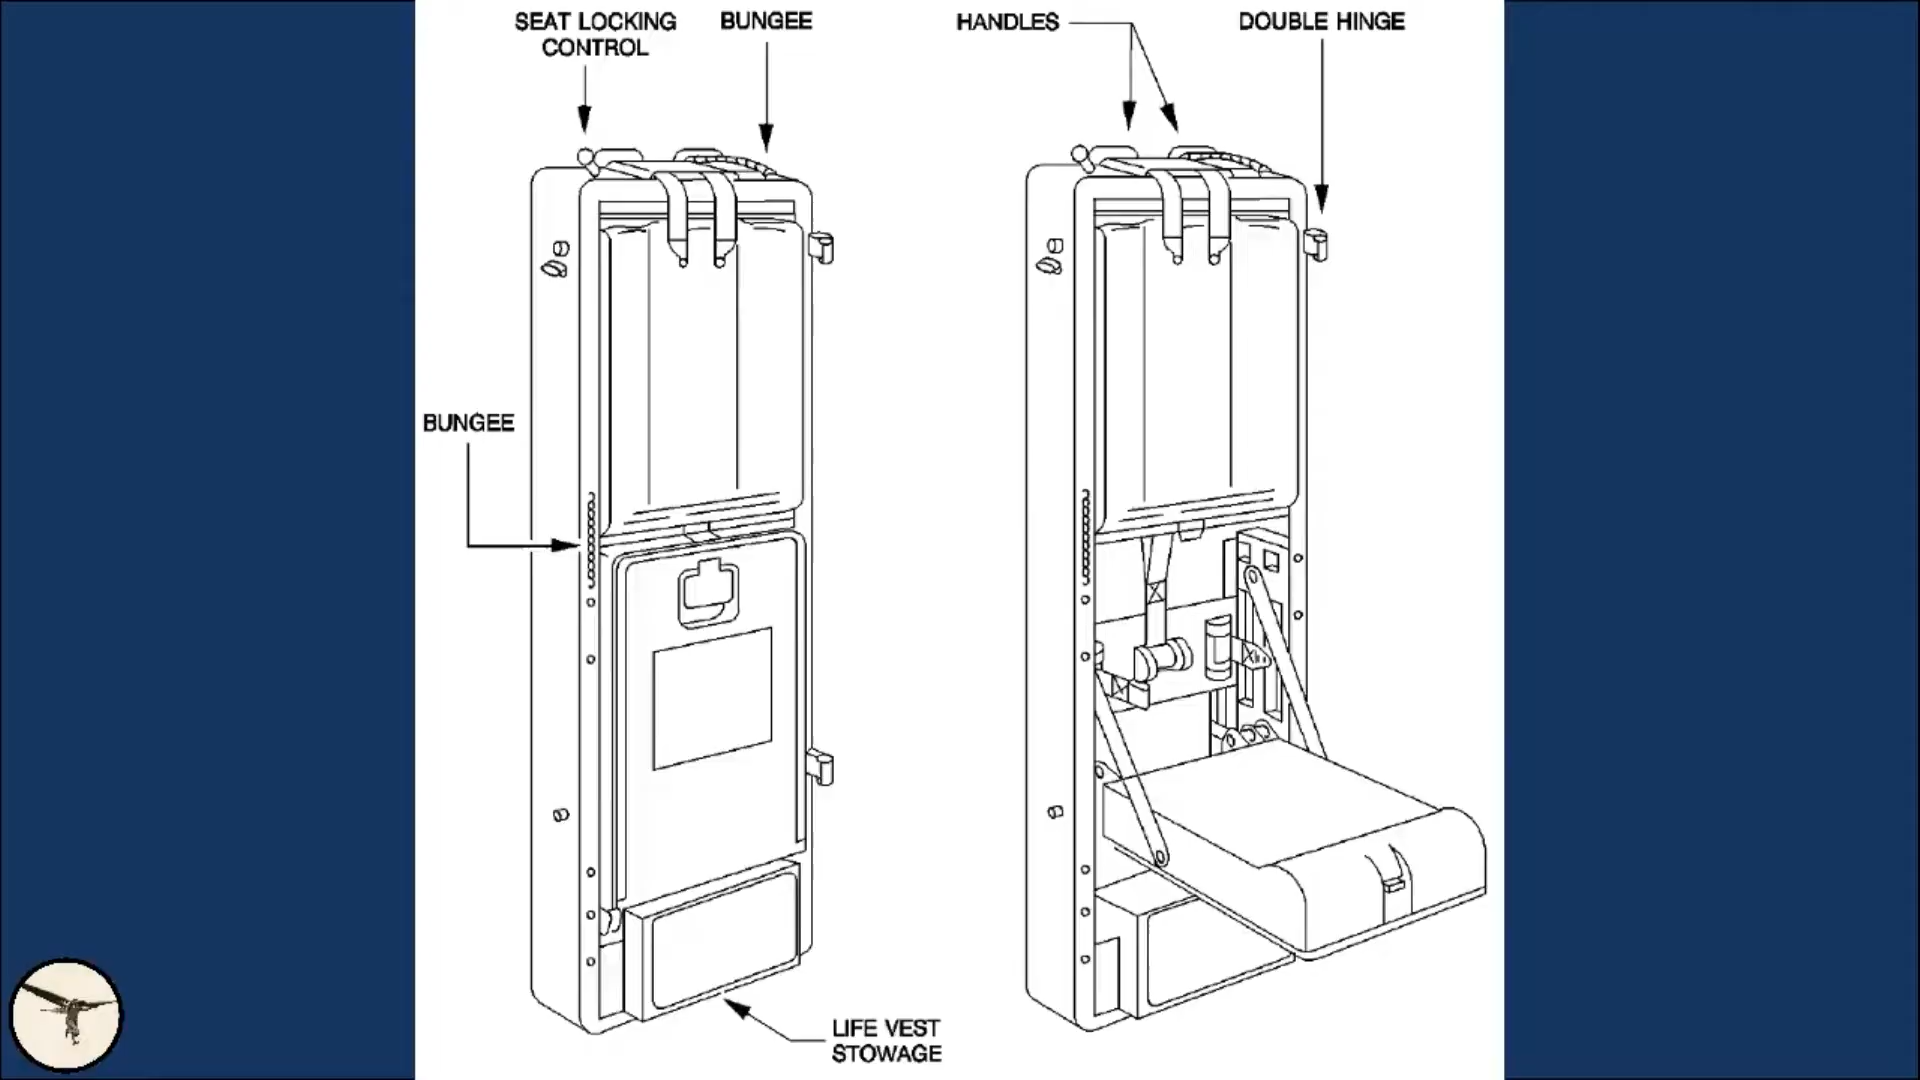 SEAT LOCKING
CONTROL
BUNGEE
HANDLES
DOUBLE HINGE
BUNGEE
LIFE VEST
STOWAGE